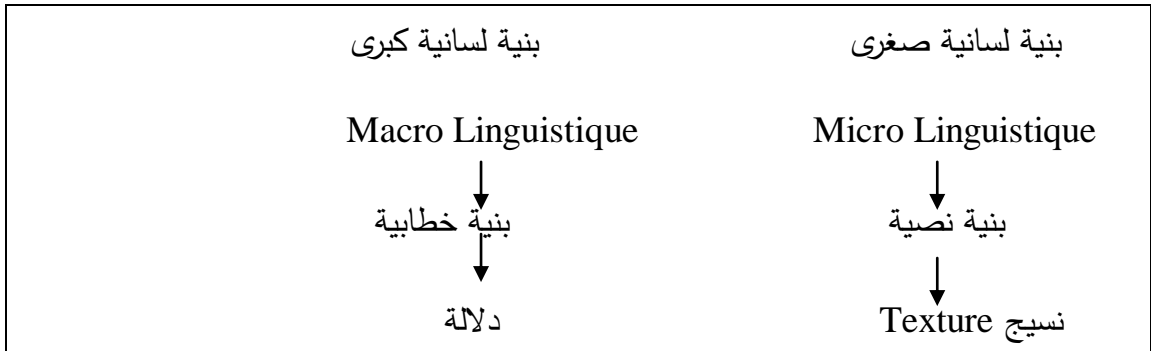 بنية لسانية صغرى
بنية لسانية كبرى
Micro Linguistique
Macro Linguistique
بنية نصية
بنية خطابية
نسيج Texture
دلالة